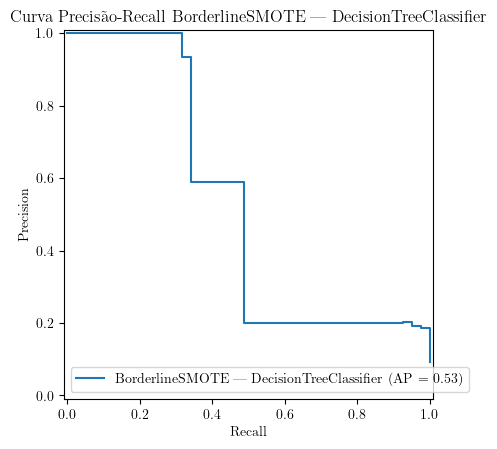 Curva Precisão-Recall BorderlineSMOTE — DecisionTreeClassifier
1.0
0.8
0.6
0.4
0.2
0.0
Precision
BorderlineSMOTE — DecisionTreeClassifier (AP = 0.53)
0.0 0.2 0.4 0.6 0.8 1.0
Recall